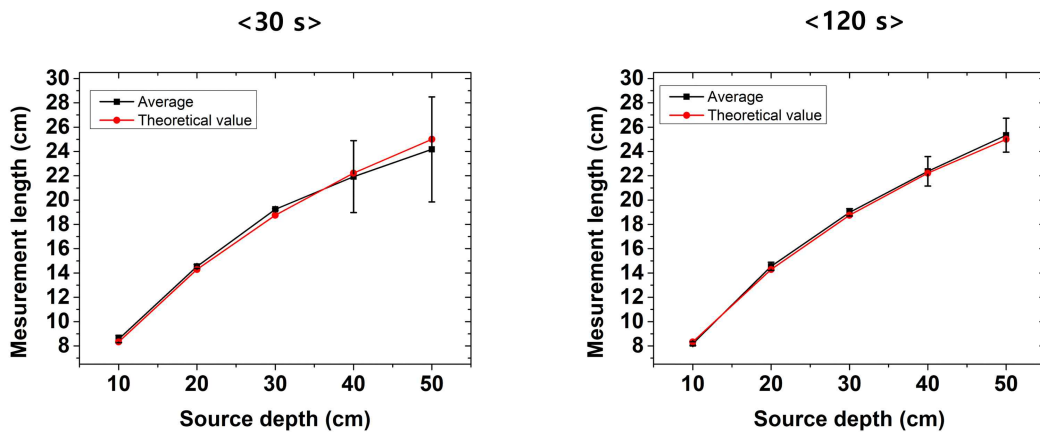 <30 s>
30
28
26
24
22
20
18
16
14
12
10
8
Mesurement length (cm)
Average
Theoretical value
10 20 30 40 50
Source depth (cm)
<120 s>
30
28
26
24
22
20
18
16
14
12
10
8
Mesurement length (cm)
Average
Theoretical value
10 20 30 40 50
Source depth (cm)